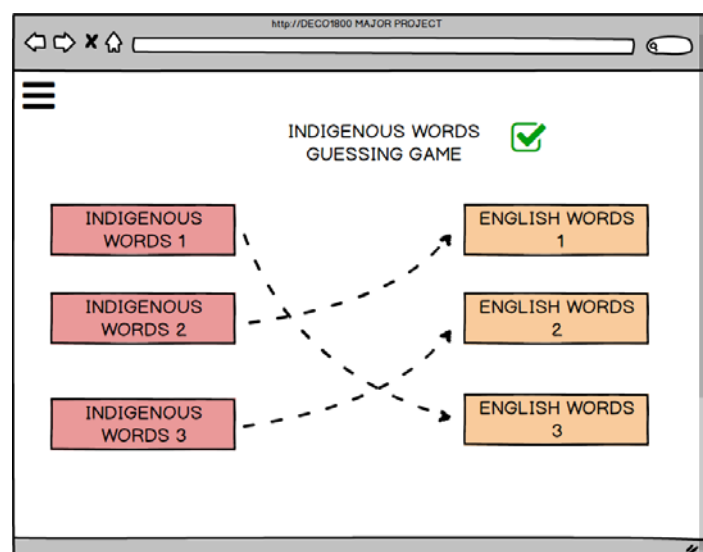 http://DECO1800 MAJOR PROJECT
INDIGENOUS WORDS
GUESSING GAME
INDIGENOUS
WORDS 1
ENGLISH WORDS
1
INDIGENOUS
WORDS 2
ENGLISH WORDS
2
INDIGENOUS
WORDS 3
ENGLISH WORDS
3